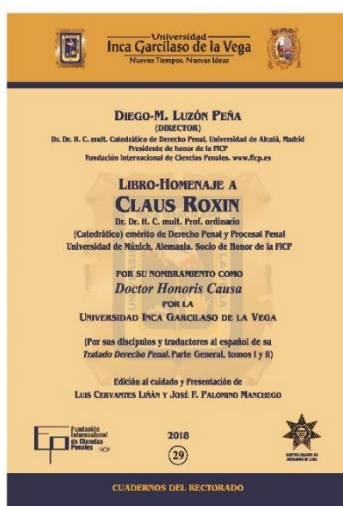 Universidad
Inca Garcilaso de la Vega
Nuevos Tiempos. Nuevas Ideas
DIEGO-M. LUZÓN PEÑA
(DIRECTOR)
Dr. Dr. H. C. mult. Catedrático de Derecho Penal, Universidad de Alcalá, Madrid
Presidente de honor de la FICP
Fundación Internacional de Ciencias Penales. www.ficp.es
LIBRO-HOMENAJE A
CLAUS ROXIN
Dr. Dr. H. C. mult. Prof. ordinario
(Catedrático) emérito de Derecho Penal y Procesal Penal
Universidad de Múnich, Alemania. Socio de Honor de la FICP
POR SU NOMBRAMIENTO COMO
Doctor Honoris Causa
POR LA
UNIVERSIDAD INCA GARCILASO DE LA VEGA
(Por sus discípulos y traductores al español de su
Tratado Derecho Penal. Parte General, tomos I y II)
Edición al cuidado y Presentación de
LUIS CERVANTES LIÑÁN Y JOSÉ F. PALOMINO MANCHEGO
Fundación
Internacional
de Ciencias
Penales FICP
2018
29
CUADERNOS DEL RECTORADO